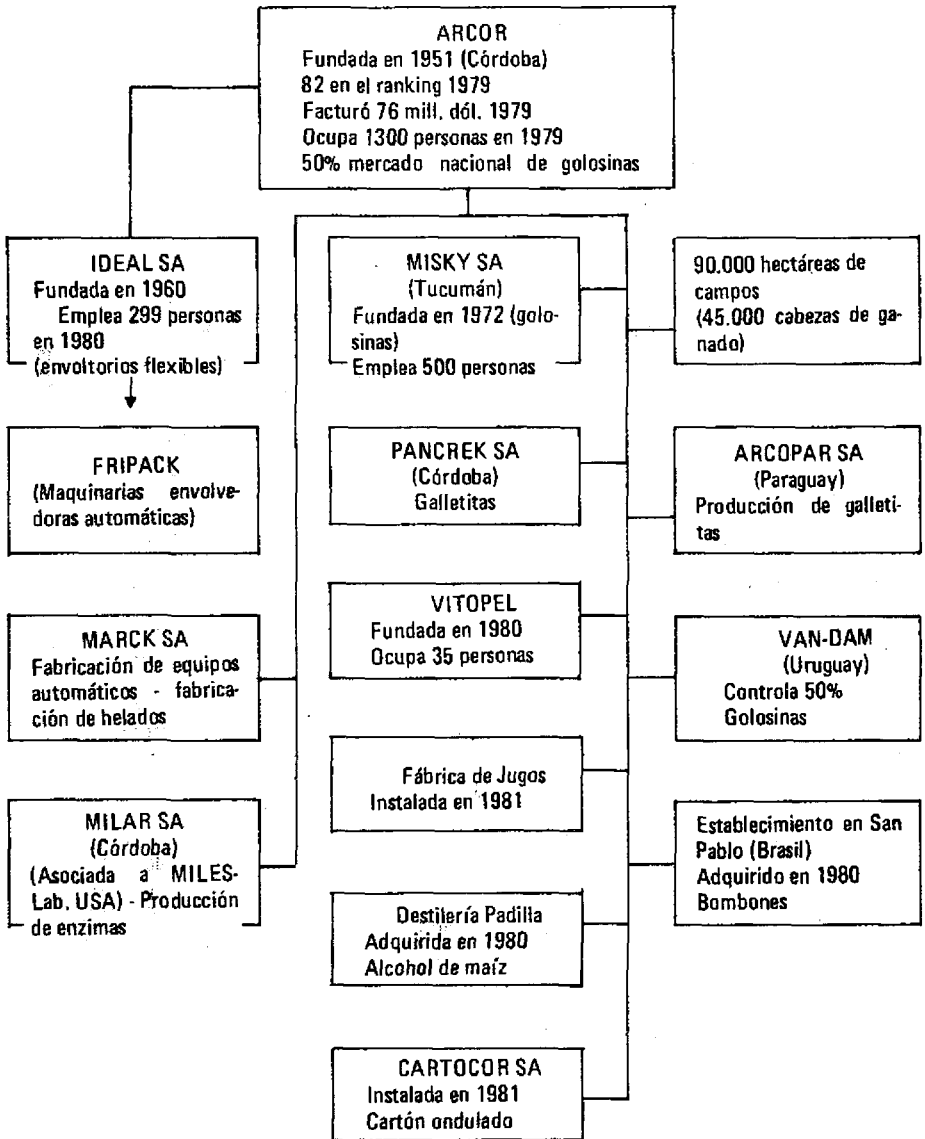 ARCOR
Fundada en 1951 (Córdoba)
82 en el ranking 1979
Facturó 76 mill. dól. 1979
Ocupa 1300 personas en 1979
50% mercado nacional de golosinas
IDEAL SA
Fundada en 1960
Emplea 299 personas
en 1980
(envoltorios flexibles)
MISKY SA
(Tucumán)
Fundada en 1972 (golo-
sinas)
Emplea 500 personas
90.000 hectáreas de
campos
(45.000 cabezas de ga-
nado)
FRIPACK
(Maquinarias envolve-
doras automáticas)
PANCREK SA
(Córdoba)
Galletitas
ARCOPAR SA
(Paraguay)
Producción de galleti-
tas
MARCK SA
Fabricación de equipos
automáticos - fabrica-
ción de helados
VITOPEL
Fundada en 1980
Ocupa 35 personas
VAN-DAM
(Uruguay)
Controla 50%
Golosinas
Fábrica de Jugos
Instalada en 1981
MILAR SA
(Córdoba)
(Asociada a MILES-
Lab. USA) - Producción
de enzimas
Destilería Padilla
Adquirida en 1980
Alcohol de maíz
Establecimiento en San
Pablo (Brasil)
Adquirido en 1980
Bombones
CARTOCOR SA
Instalada en 1981
Cartón ondulado